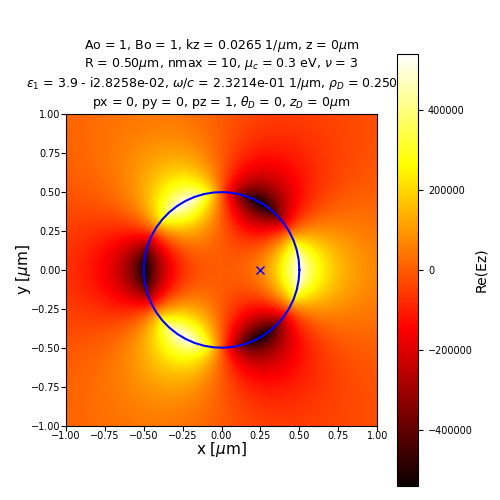 Ao = 1, Bo = 1, kz = 0.0265 1/μm, z = 0μm
R = 0.50μm, nmax = 10, μc = 0.3 eV, ν = 3
ε1 = 3.9 - i2.8258e-02, ω/c = 2.3214e-01 1/μm, ρD = 0.250
px = 0, py = 0, pz = 1, θD = 0, zD = 0μm
1.00
0.75
0.50
0.25
0.00
−0.25
−0.50
−0.75
−1.00
y [μm]
−1.00 −0.75 −0.50 −0.25 0.00 0.25 0.50 0.75 1.00
x [μm]
400000
200000
0
−200000
−400000
Re(Ez)